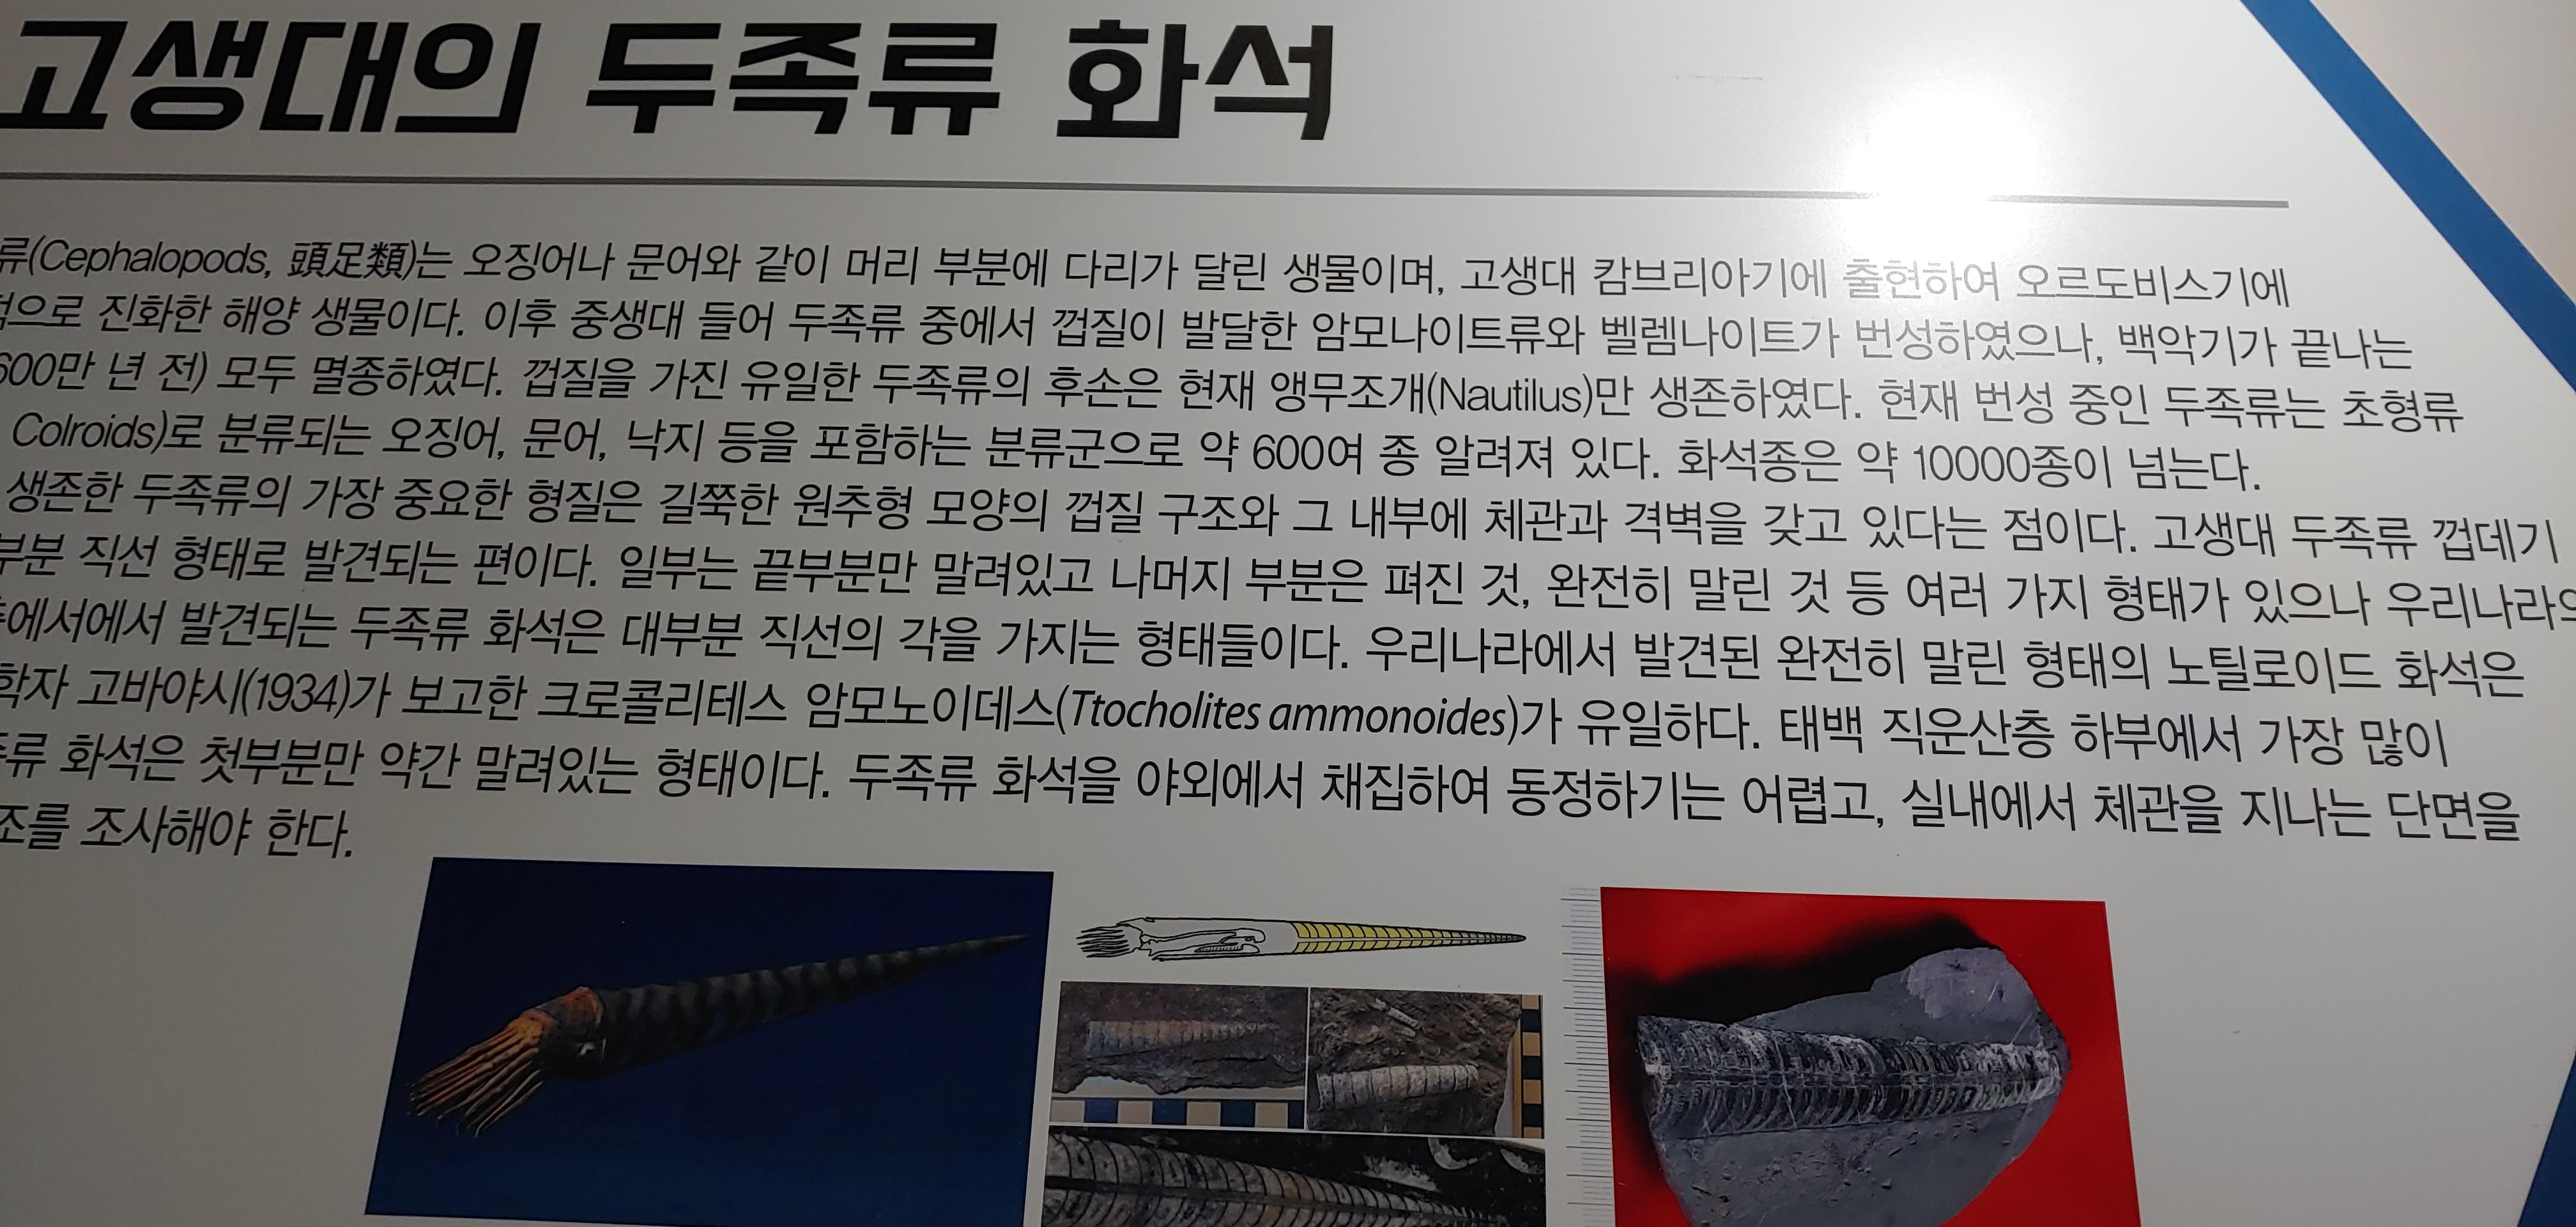 고생대의 두족류 화석
류(Cephalopods, 頭足類)는 오징어나 문어와 같이 머리 부분에 다리가 달린 생물이며, 고생대 캄브리아기에 출현하여 오르도비스기에
적으로 진화한 해양 생물이다. 이후 중생대 들어 두족류 중에서 껍질이 발달한 암모나이트류와 벨렘나이트가 번성하였으나, 백악기가 끝나는
600만 년 전) 모두 멸종하였다. 껍질을 가진 유일한 두족류의 후손은 현재 앵무조개(Nautilus)만 생존하였다. 현재 번성 중인 두족류는 초형류
Colroids)로 분류되는 오징어, 문어, 낙지 등을 포함하는 분류군으로 약 600여 종 알려져 있다. 화석종은 약 10000종이 넘는다.
생존한 두족류의 가장 중요한 형질은 길쭉한 원추형 모양의 껍질 구조와 그 내부에 체관과 격벽을 갖고 있다는 점이다. 고생대 두족류 껍데기
부분 직선 형태로 발견되는 편이다. 일부는 끝부분만 말려있고 나머지 부분은 펴진 것, 완전히 말린 것 등 여러 가지 형태가 있으나 우리나라의
에서에서 발견되는 두족류 화석은 대부분 직선의 각을 가지는 형태들이다. 우리나라에서 발견된 완전히 말린 형태의 노틸로이드 화석은
학자 고바야시(1934)가 보고한 크로콜리테스 암모노이데스(Ttocholites ammonoides)가 유일하다. 태백 직운산층 하부에서 가장 많이
류 화석은 첫부분만 약간 말려있는 형태이다. 두족류 화석을 야외에서 채집하여 동정하기는 어렵고, 실내에서 체관을 지나는 단면을
조를 조사해야 한다.